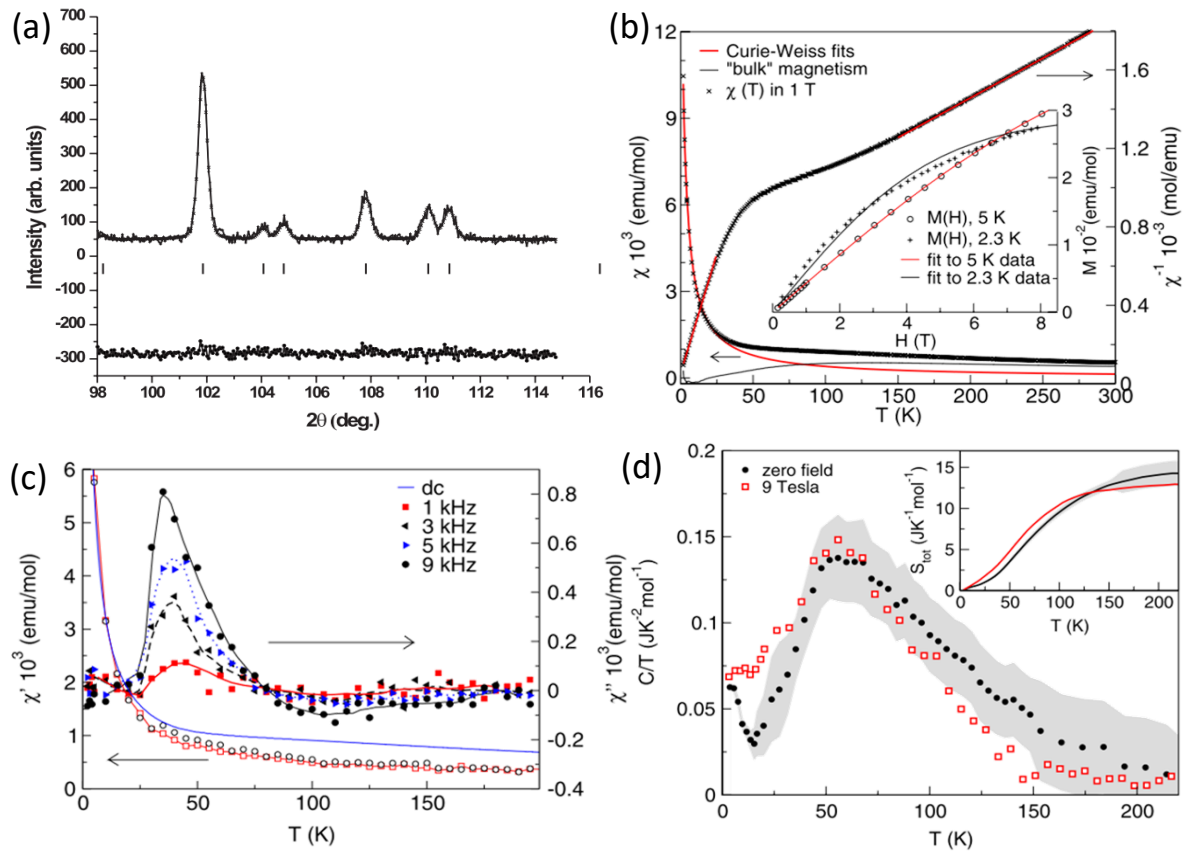 (a)
700
600
500
400
300
200
100
0
-100
-200
-300
Intensity (arb. units)
98 100 102 104 106 108 110 112 114 116
2θ (deg.)
(b)
12
9
6
3
0
χ 10³ (emu/mol)
Curie-Weiss fits
"bulk" magnetism
χ (T) in 1 T
1.6
1.2
0.8
0.4
0
χ⁻¹ 10⁻³ (mol/emu)
3
2
1
0
M 10⁻² (emu/mol)
M(H), 5 K
M(H), 2.3 K
fit to 5 K data
fit to 2.3 K data
0 2 4 6 8
H (T)
0 50 100 150 200 250 300
T (K)
(c)
6
5
4
3
2
1
0
χ' 10³ (emu/mol)
dc
1 kHz
3 kHz
5 kHz
9 kHz
0.8
0.6
0.4
0.2
0
-0.2
-0.4
χ'' 10³ (emu/mol)
0 50 100 150
T (K)
(d)
0.2
0.15
0.1
0.05
0
C/T (JK⁻²mol⁻¹)
zero field
9 Tesla
15
10
5
0
S_tot (JK⁻¹mol⁻¹)
0 50 100 150 200
T (K)
0 50 100 150 200
T (K)